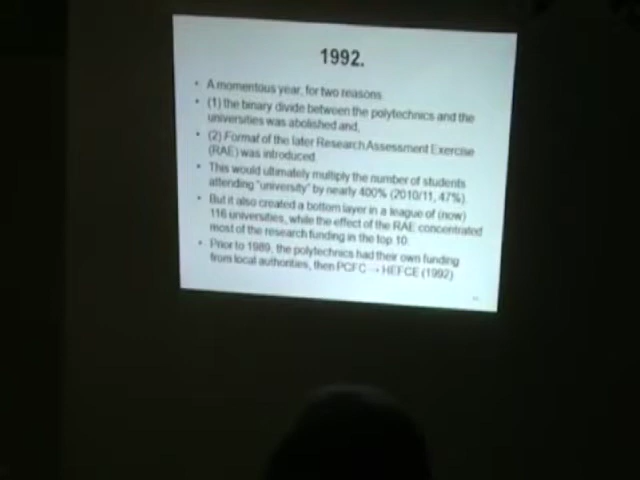 1992.
• A momentous year, for two reasons
• (1) the binary divide between the polytechnics and the
universities was abolished and,
• (2) Format of the later Research Assessment Exercise
(RAE) was introduced
• This would ultimately multiply the number of students
attending "university" by nearly 400% (2010/11, 47%).
• But it also created a bottom layer in a league of (now)
116 universities, while the effect of the RAE concentrated
most of the research funding in the top 10.
• Prior to 1989, the polytechnics had their own funding
from local authorities, then PCFC → HEFCE (1992)